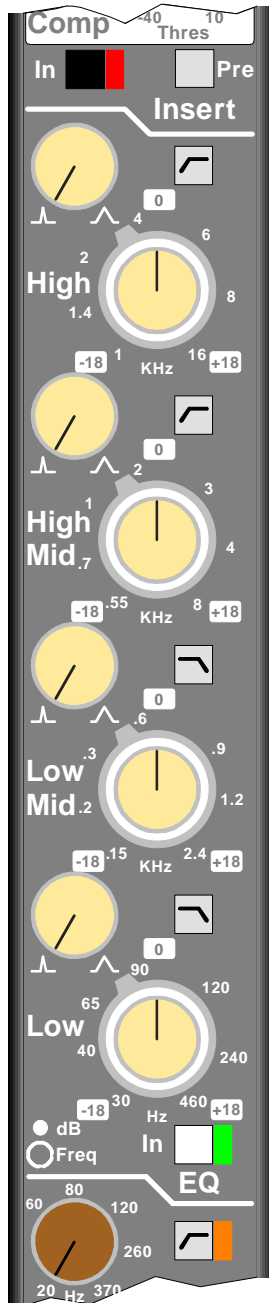 Comp -40 10
Thres
In Pre
Insert
0
4 6
2
High 8
1.4
-18 1 KHz 16 +18
0
2 3
1
High
Mid .7 4
-18 .55 KHz 8 +18
0
.6 .9
.3
Low
Mid .2 1.2
-18 .15 KHz 2.4 +18
0
90 120
65
Low
40 240
-18 30 Hz 460 +18
dB In
Freq
EQ
80
60 120
260
20 Hz 370